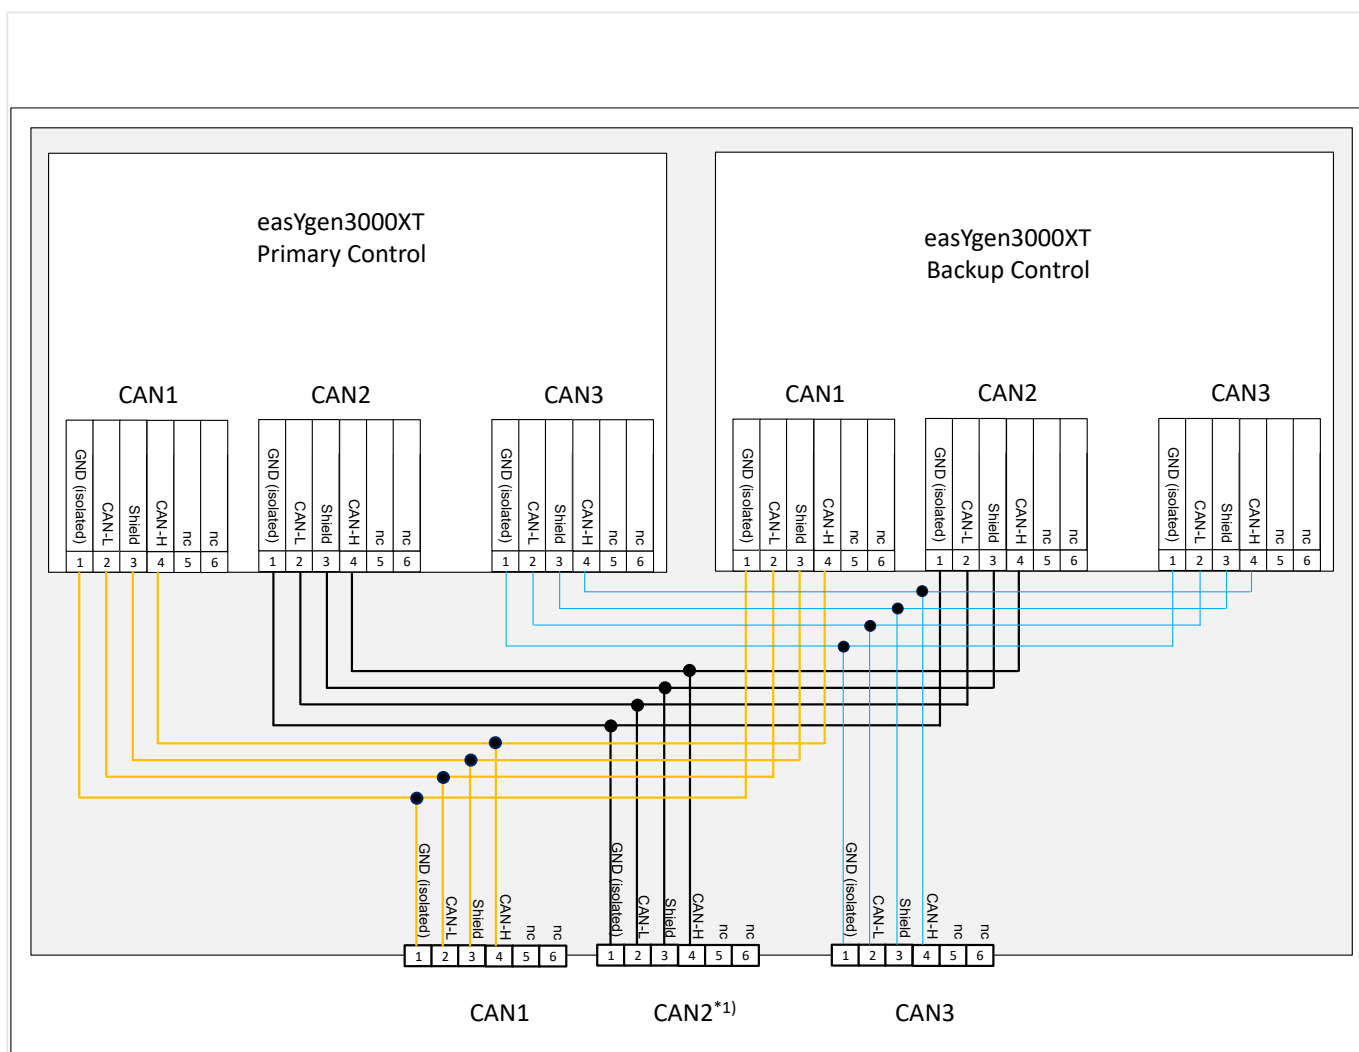 easYgen3000XT
Primary Control
easYgen3000XT
Backup Control
CAN1
CAN2
CAN3
CAN1
CAN2
CAN3
GND (isolated)
CAN-L
Shield
CAN-H
nc
nc
GND (isolated)
CAN-L
Shield
CAN-H
nc
nc
GND (isolated)
CAN-L
Shield
CAN-H
nc
nc
GND (isolated)
CAN-L
Shield
CAN-H
nc
nc
GND (isolated)
CAN-L
Shield
CAN-H
nc
nc
GND (isolated)
CAN-L
Shield
CAN-H
nc
nc
1 2 3 4 5 6
1 2 3 4 5 6
1 2 3 4 5 6
1 2 3 4 5 6
1 2 3 4 5 6
1 2 3 4 5 6
GND (isolated)
CAN-L
Shield
CAN-H
nc
nc
GND (isolated)
CAN-L
Shield
CAN-H
nc
nc
GND (isolated)
CAN-L
Shield
CAN-H
nc
nc
1 2 3 4 5 6
1 2 3 4 5 6
1 2 3 4 5 6
CAN1
CAN2*1)
CAN3